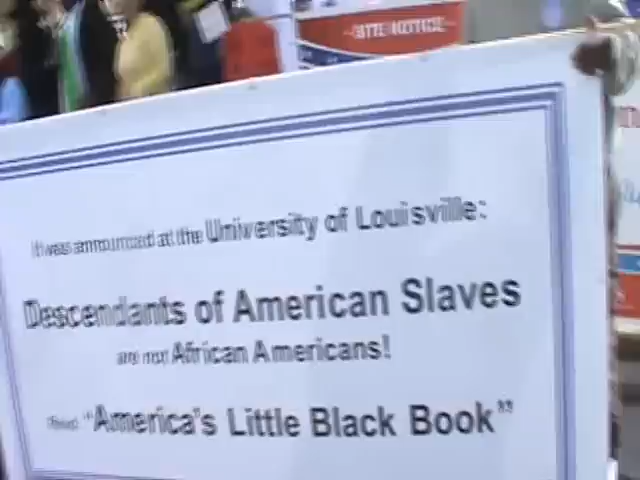 It was announced at the University of Louisville:
Descendants of American Slaves
are not African Americans!
Read: "America's Little Black Book"